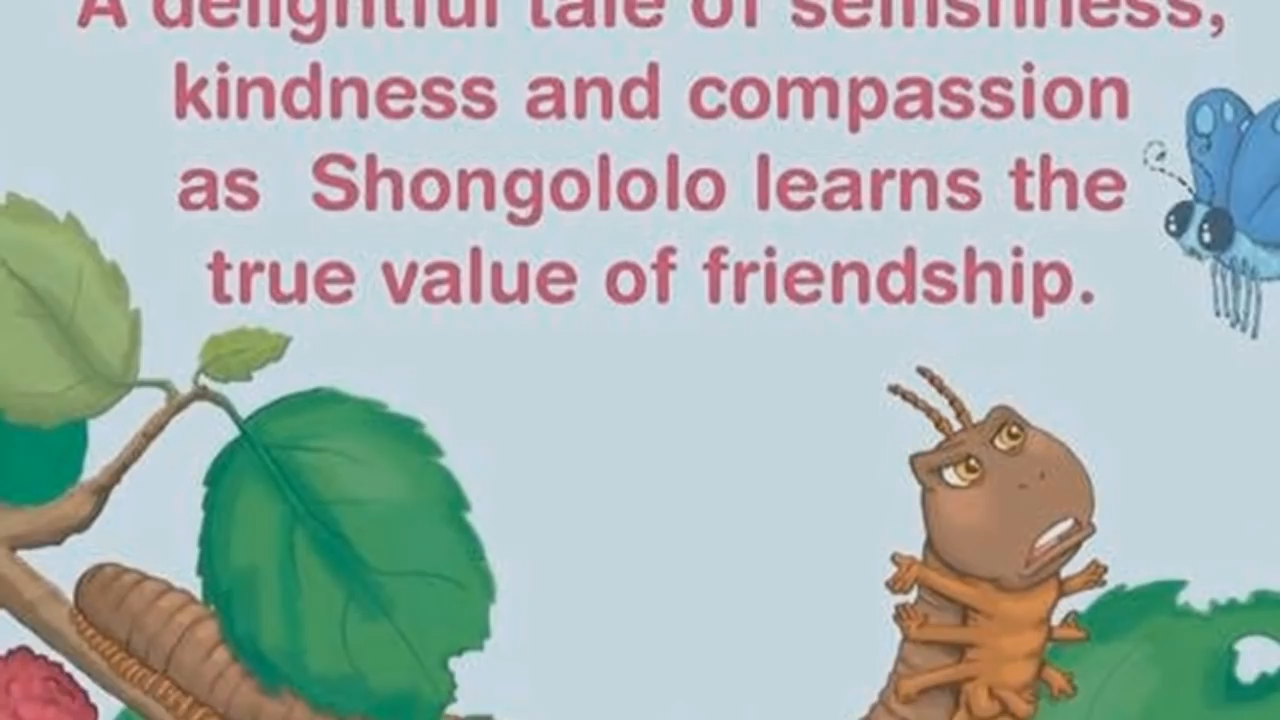 A delightful tale of selfishness,
kindness and compassion
as Shongololo learns the
true value of friendship.